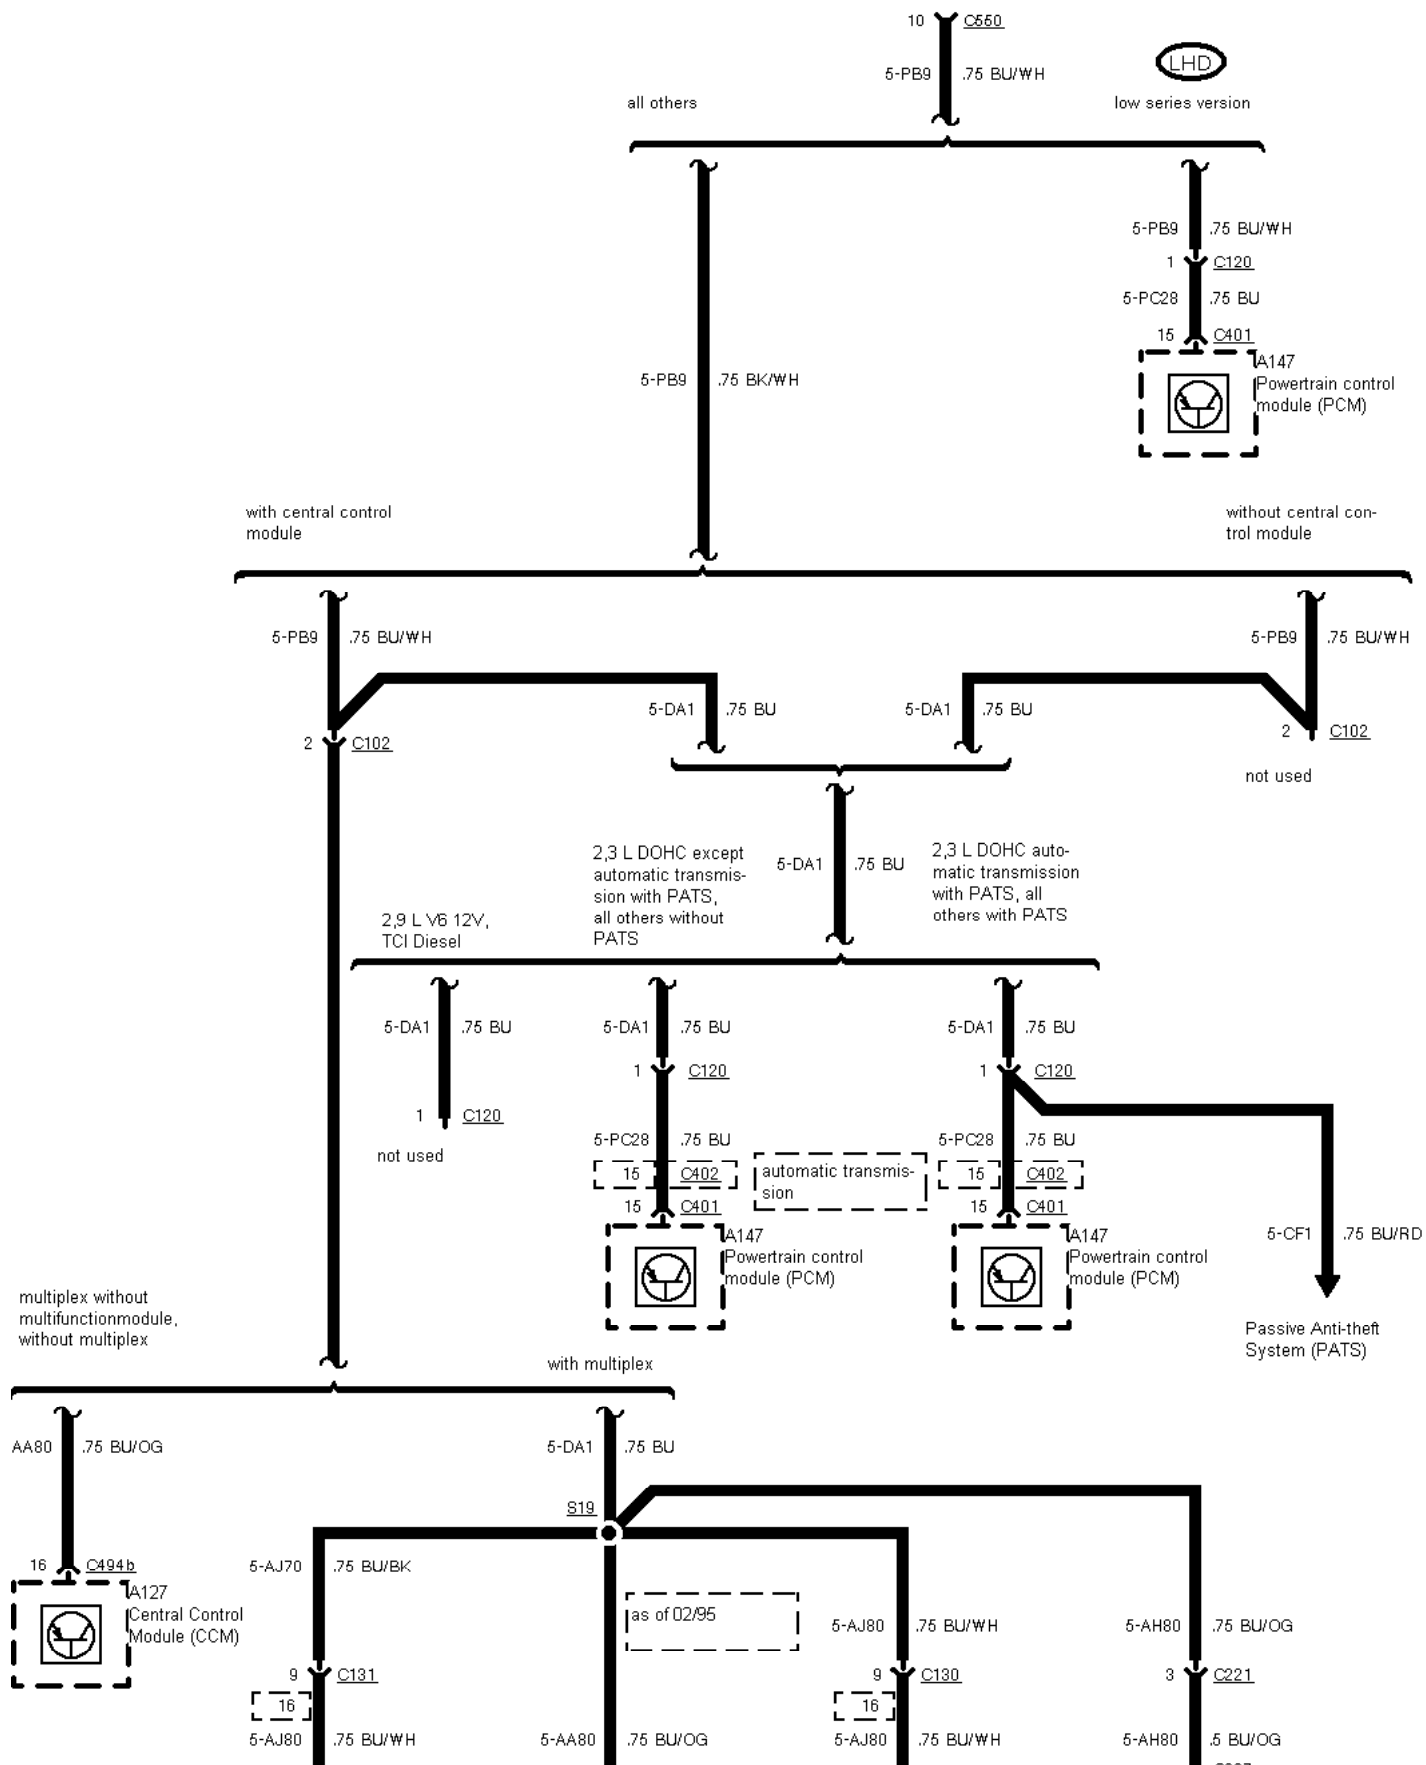 10 C550
LHD
5-PB9 .75 BU/WH
all others
low series version
5-PB9 .75 BU/WH
1 C120
5-PC28 .75 BU
15 C401
A147
Powertrain control
module (PCM)
5-PB9 .75 BK/WH
with central control
module
without central con-
trol module
5-PB9 .75 BU/WH
5-PB9 .75 BU/WH
5-DA1 .75 BU
5-DA1 .75 BU
2 C102
2 C102
not used
2,3 L DOHC except
automatic transmis-
sion with PATS,
all others without
PATS
5-DA1 .75 BU
2,3 L DOHC auto-
matic transmission
with PATS, all
others with PATS
2,9 L V6 12V,
TCI Diesel
5-DA1 .75 BU
5-DA1 .75 BU
5-DA1 .75 BU
1 C120
1 C120
1 C120
not used
5-PC28 .75 BU
5-PC28 .75 BU
15 C402
automatic transmis-
sion
15 C402
15 C401
15 C401
A147
Powertrain control
module (PCM)
A147
Powertrain control
module (PCM)
5-CF1 .75 BU/RD
Passive Anti-theft
System (PATS)
multiplex without
multifunctionmodule,
without multiplex
with multiplex
AA80 .75 BU/OG
5-DA1 .75 BU
S19
16 C494b
A127
Central Control
Module (CCM)
5-AJ70 .75 BU/BK
as of 02/95
5-AJ80 .75 BU/WH
5-AH80 .75 BU/OG
9 C131
9 C130
3 C221
16
16
5-AJ80 .75 BU/WH
5-AA80 .75 BU/OG
5-AJ80 .75 BU/WH
5-AH80 .5 BU/OG